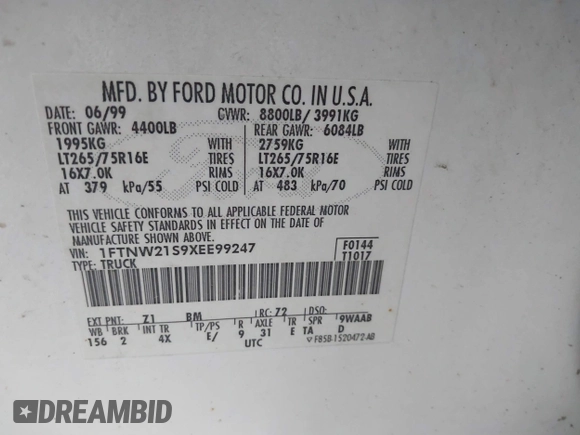 MFD. BY FORD MOTOR CO. IN U.S.A.
DATE: 06/99 GVWR: 8800LB/ 3991KG
FRONT GAWR: 4400LB REAR GAWR: 6084LB
1995KG WITH 2759KG WITH
LT265/75R16E TIRES LT265/75R16E TIRES
16X7.0K RIMS 16X7.0K RIMS
AT 379 kPa/55 PSI COLD AT 483 kPa/70 PSI COLD
THIS VEHICLE CONFORMS TO ALL APPLICABLE FEDERAL MOTOR
VEHICLE SAFETY STANDARDS IN EFFECT ON THE DATE OF
MANUFACTURE SHOWN ABOVE.
VIN: 1FTNW21S9XEE99247 F0144
TYPE: TRUCK T1017
EXT PNT: Z1 BM RC: 72 DSO:
WB BRK INT TR TP/PS R AXLE TR SPR 9WAAB
156 2 4X E/ 9 31 E TA D
UTC F85B-1520472-AB
DREAMBID